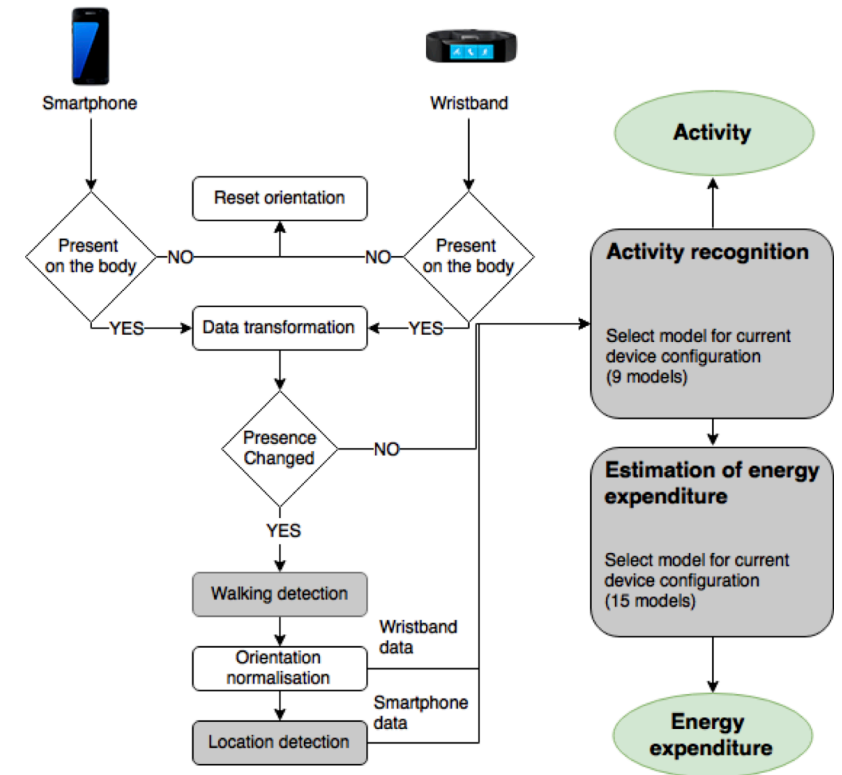 Smartphone
Wristband
Activity
Reset orientation
Present
on the body
NO
NO
Present
on the body
Activity recognition
YES
Data transformation
YES
Select model for current
device configuration
(9 models)
Presence
Changed
NO
Estimation of energy
expenditure
YES
Select model for current
device configuration
(15 models)
Walking detection
Wristband
data
Orientation
normalisation
Smartphone
data
Location detection
Energy
expenditure